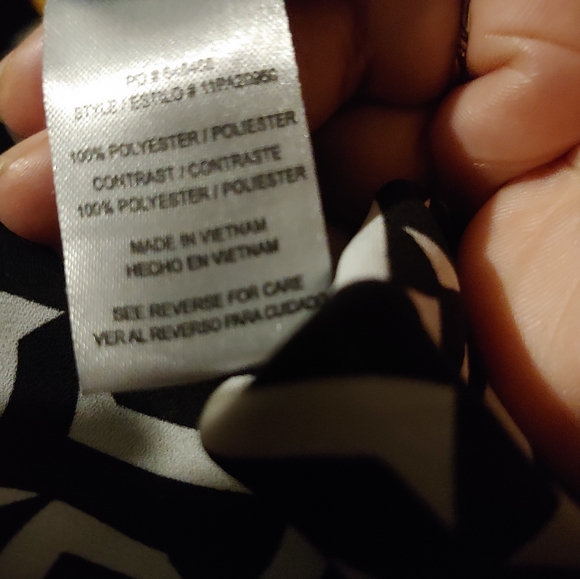 PO #
STYLE / ESTILO #
100% POLYESTER / POLIESTER
CONTRAST / CONTRASTE
100% POLYESTER / POLIESTER
MADE IN VIETNAM
HECHO EN VIETNAM
SEE REVERSE FOR CARE
VER AL REVERSO PARA CUIDADO